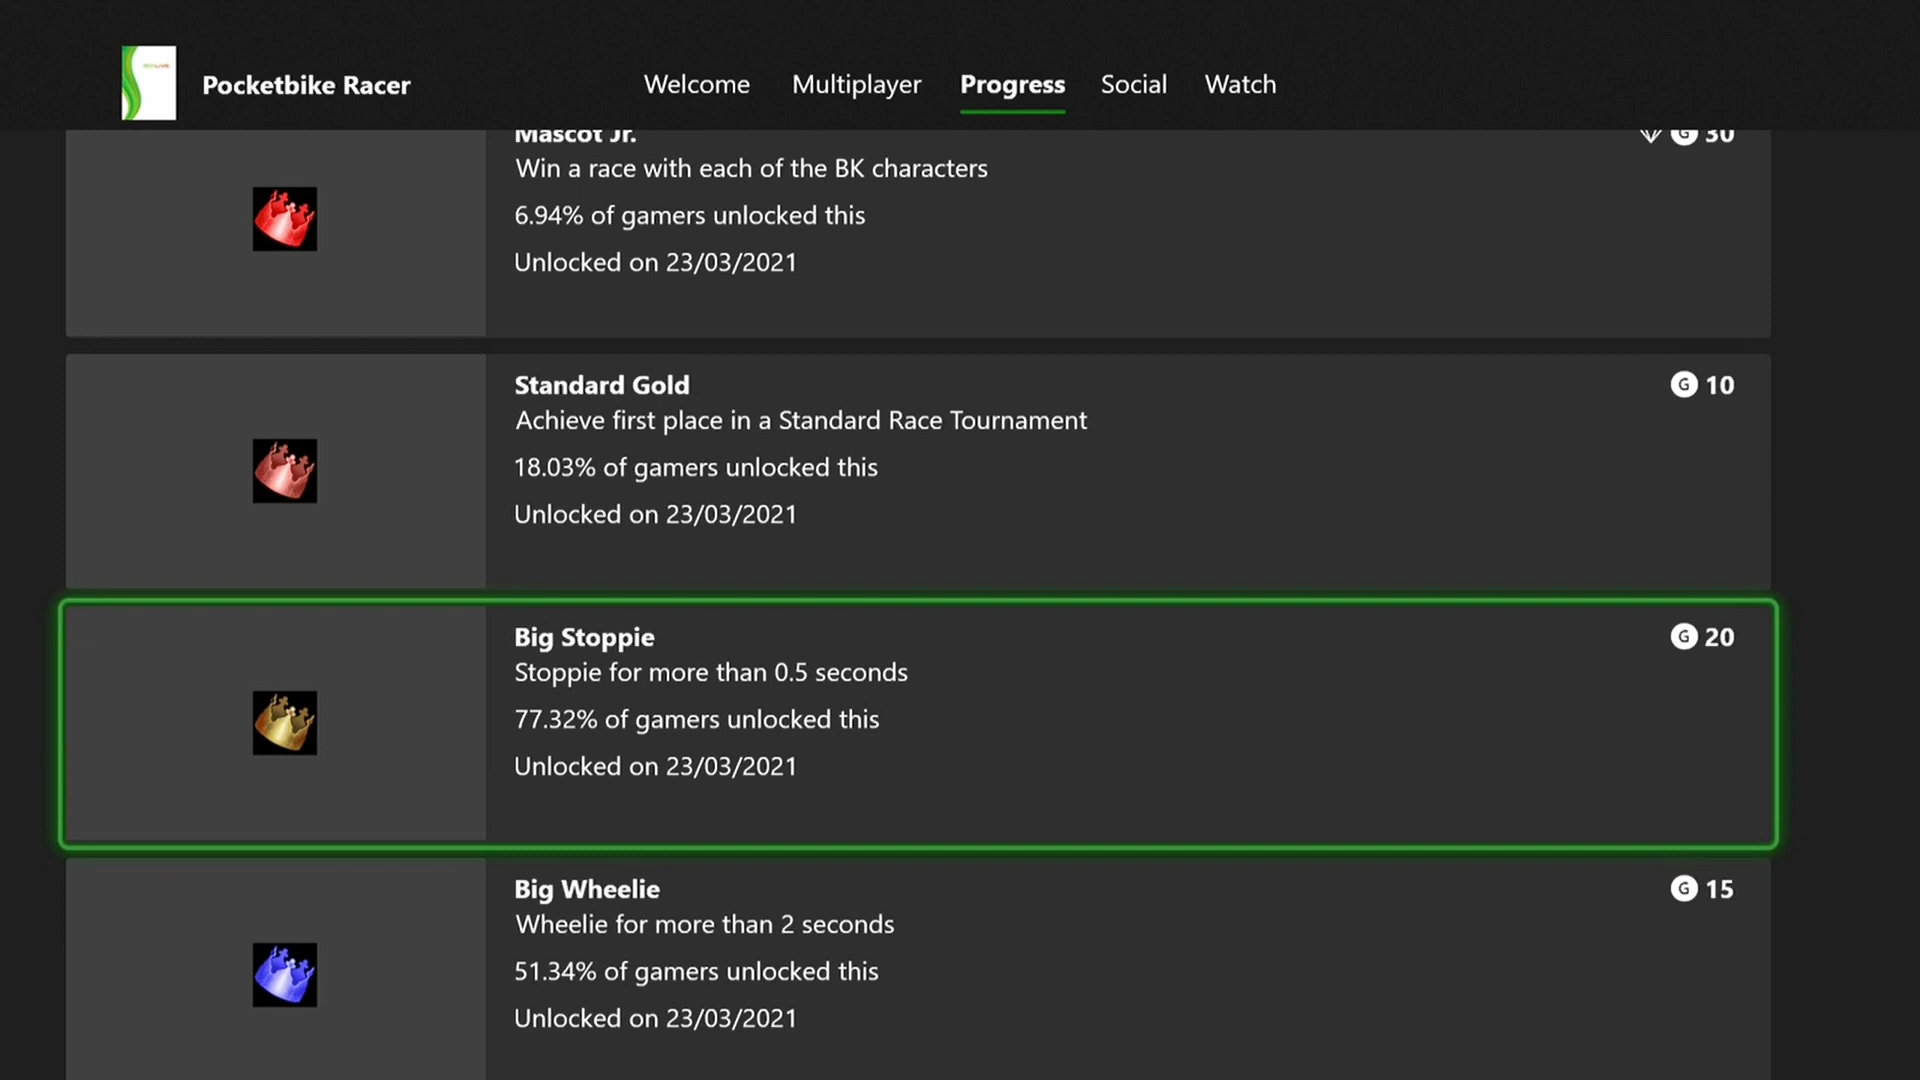 Pocketbike Racer
Welcome Multiplayer Progress Social Watch
Mascot Jr.
G 30
Win a race with each of the BK characters
6.94% of gamers unlocked this
Unlocked on 23/03/2021
Standard Gold
G 10
Achieve first place in a Standard Race Tournament
18.03% of gamers unlocked this
Unlocked on 23/03/2021
Big Stoppie
G 20
Stoppie for more than 0.5 seconds
77.32% of gamers unlocked this
Unlocked on 23/03/2021
Big Wheelie
G 15
Wheelie for more than 2 seconds
51.34% of gamers unlocked this
Unlocked on 23/03/2021